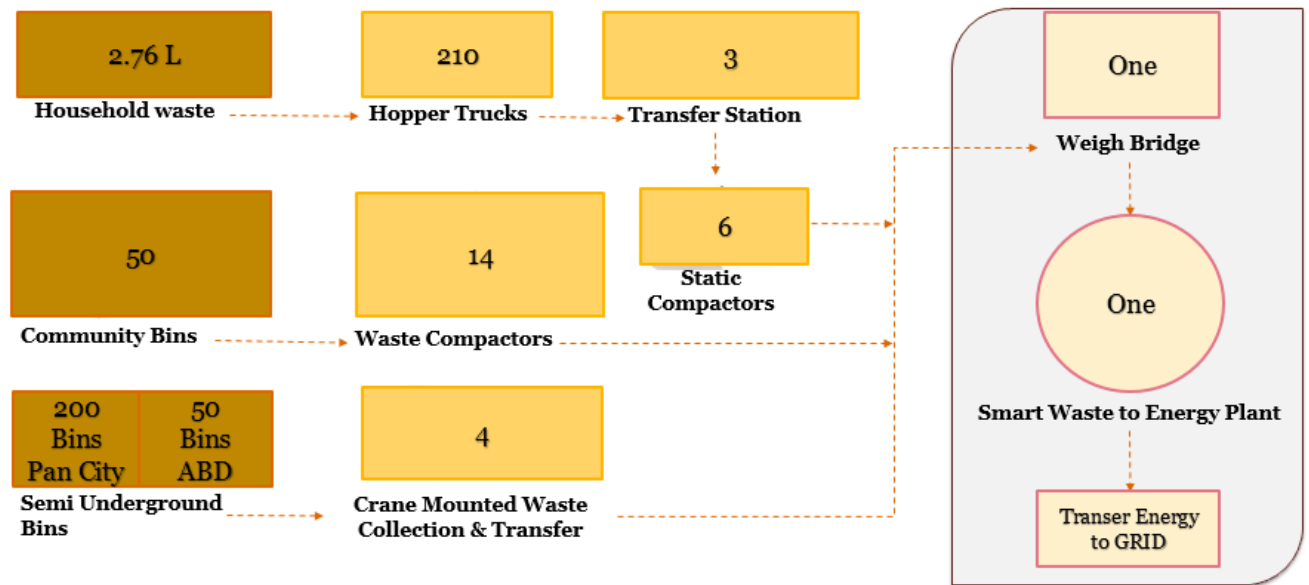 2.76 L
Household waste
210
Hopper Trucks
3
Transfer Station
6
Static
Compactors
50
Community Bins
14
Waste Compactors
200
Bins
Pan City
50
Bins
ABD
Semi Underground
Bins
4
Crane Mounted Waste
Collection & Transfer
One
Weigh Bridge
One
Smart Waste to Energy Plant
Transer Energy
to GRID